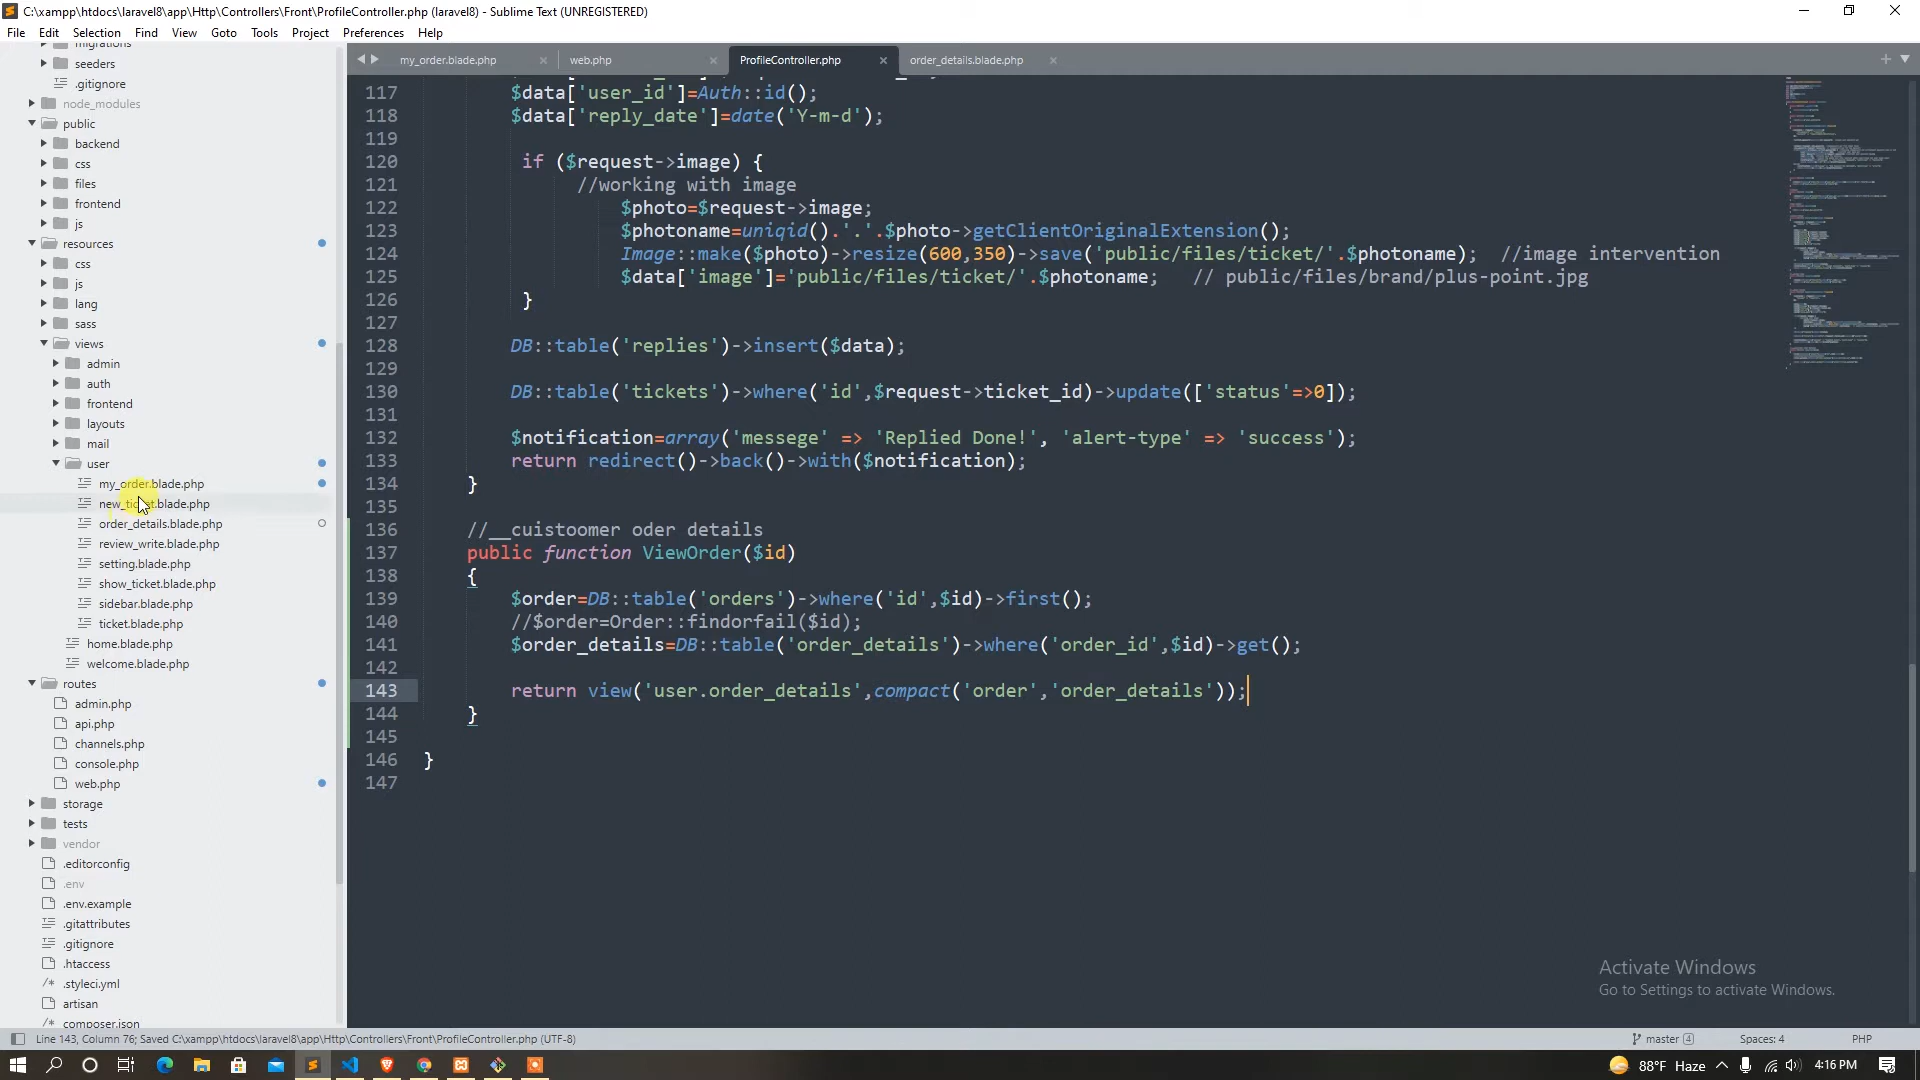 C:\xampp\htdocs\laravel8\app\Http\Controllers\Front\ProfileController.php (laravel8) - Sublime Text (UNREGISTERED)
File Edit Selection Find View Goto Tools Project Preferences Help
my_order.blade.php web.php ProfileController.php order_details.blade.php
migrations
seeders
.gitignore
node_modules
public
backend
css
files
frontend
js
resources
css
js
lang
sass
views
admin
auth
frontend
layouts
mail
user
my_order.blade.php
new_ticket.blade.php
order_details.blade.php
review_write.blade.php
setting.blade.php
show_ticket.blade.php
sidebar.blade.php
ticket.blade.php
home.blade.php
welcome.blade.php
routes
admin.php
api.php
channels.php
console.php
web.php
storage
tests
vendor
.editorconfig
.env
.env.example
.gitattributes
.gitignore
.htaccess
.styleci.yml
artisan
composer.json
117 $data['user_id']=Auth::id();
118 $data['reply_date']=date('Y-m-d');
119
120 if ($request->image) {
121 //working with image
122 $photo=$request->image;
123 $photoname=uniqid().'.'.$photo->getClientOriginalExtension();
124 Image::make($photo)->resize(600,350)->save('public/files/ticket/'.$photoname); //image intervention
125 $data['image']='public/files/ticket/'.$photoname; // public/files/brand/plus-point.jpg
126 }
127
128 DB::table('replies')->insert($data);
129
130 DB::table('tickets')->where('id',$request->ticket_id)->update(['status'=>0]);
131
132 $notification=array('messege' => 'Replied Done!', 'alert-type' => 'success');
133 return redirect()->back()->with($notification);
134 }
135
136 //__cuistoomer oder details
137 public function ViewOrder($id)
138 {
139 $order=DB::table('orders')->where('id',$id)->first();
140 //$order=Order::findorfail($id);
141 $order_details=DB::table('order_details')->where('order_id',$id)->get();
142
143 return view('user.order_details',compact('order','order_details'));
144 }
145
146 }
147
Activate Windows
Go to Settings to activate Windows.
Line 143, Column 76; Saved C:\xampp\htdocs\laravel8\app\Http\Controllers\Front\ProfileController.php (UTF-8) master 4 Spaces: 4 PHP
88°F Haze 4:16 PM